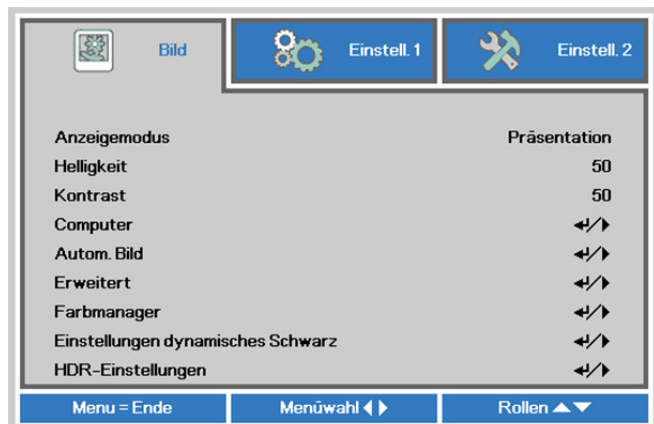 Bild Einstell. 1 Einstell. 2
Anzeigemodus Präsentation
Helligkeit 50
Kontrast 50
Computer ↵/▶
Autom. Bild ↵/▶
Erweitert ↵/▶
Farbmanager ↵/▶
Einstellungen dynamisches Schwarz ↵/▶
HDR-Einstellungen ↵/▶
Menu = Ende Menüwahl ◀ ▶ Rollen ▲▼